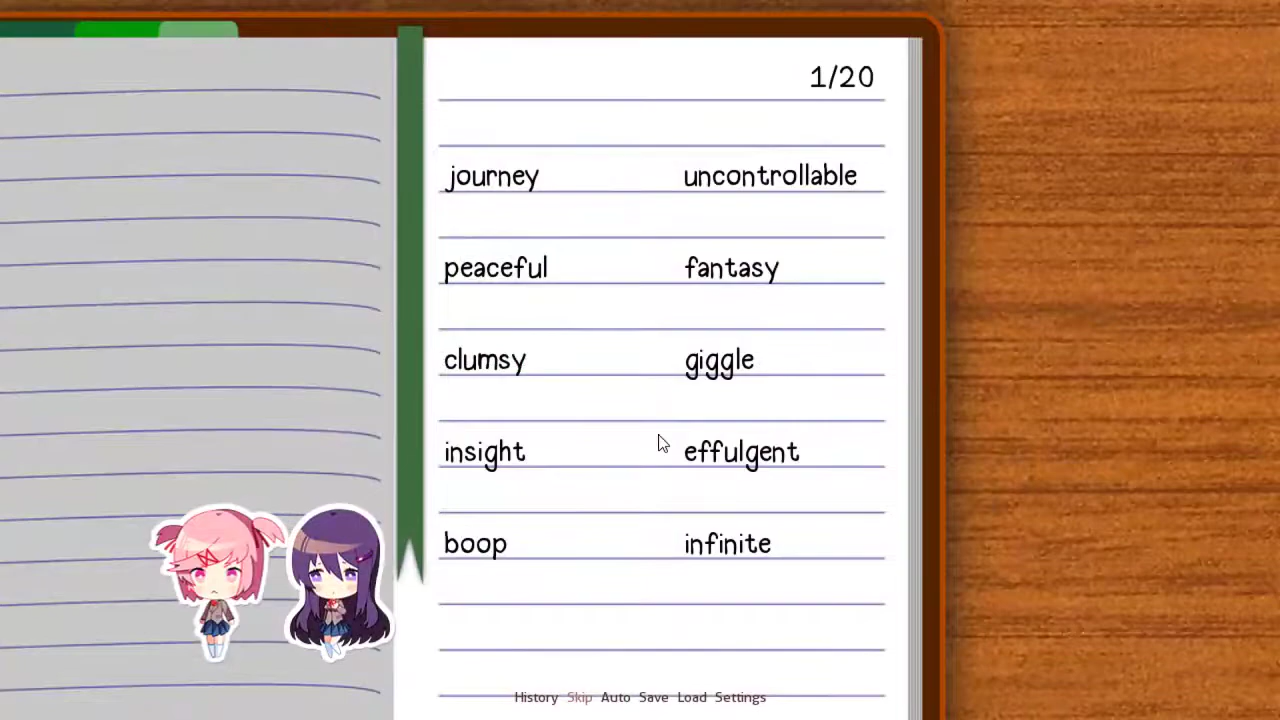 1/20
journey uncontrollable
peaceful fantasy
clumsy giggle
insight effulgent
boop infinite
History Skip Auto Save Load Settings